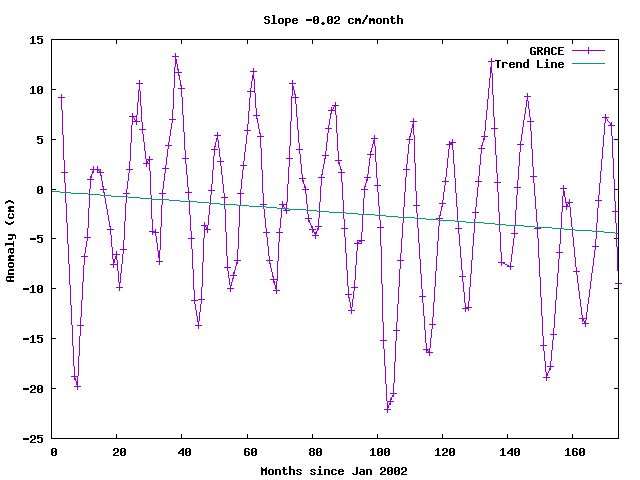 Slope -0.02 cm/month
GRACE
Trend Line
15
10
5
0
-5
-10
-15
-20
-25
Anomaly (cm)
0 20 40 60 80 100 120 140 160
Months since Jan 2002